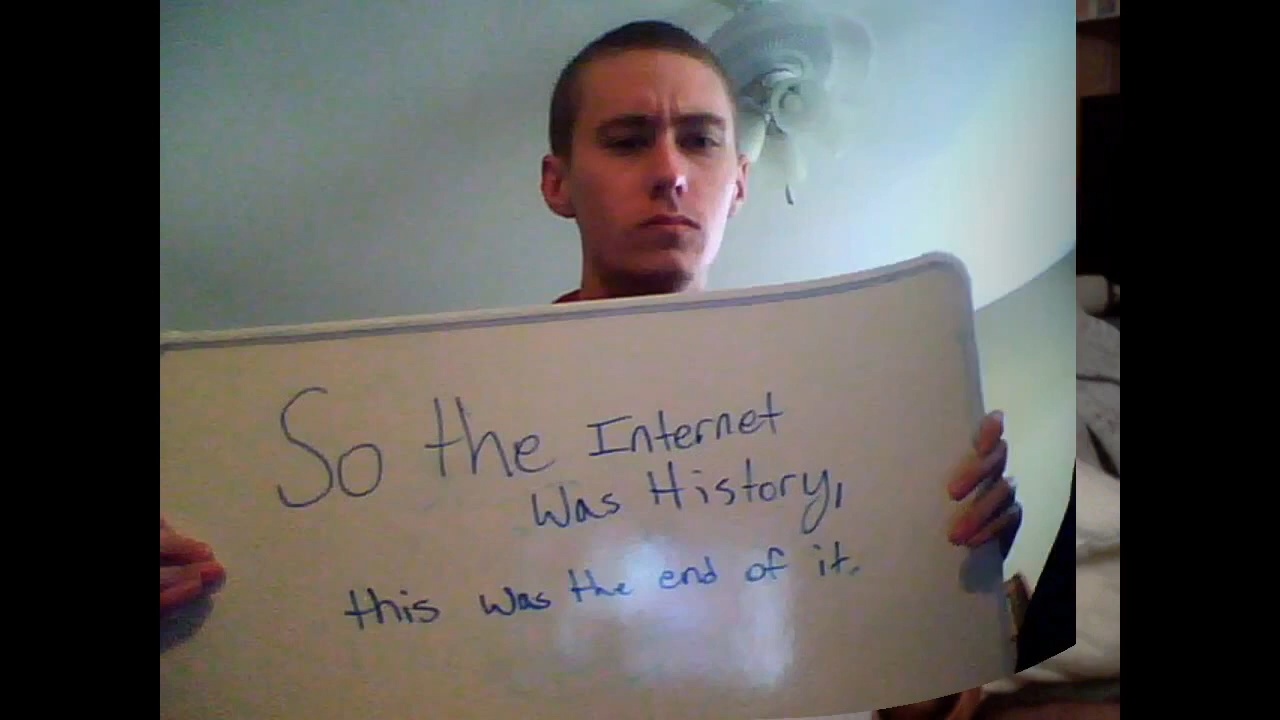 So the Internet
Was History,
this was the end of it.